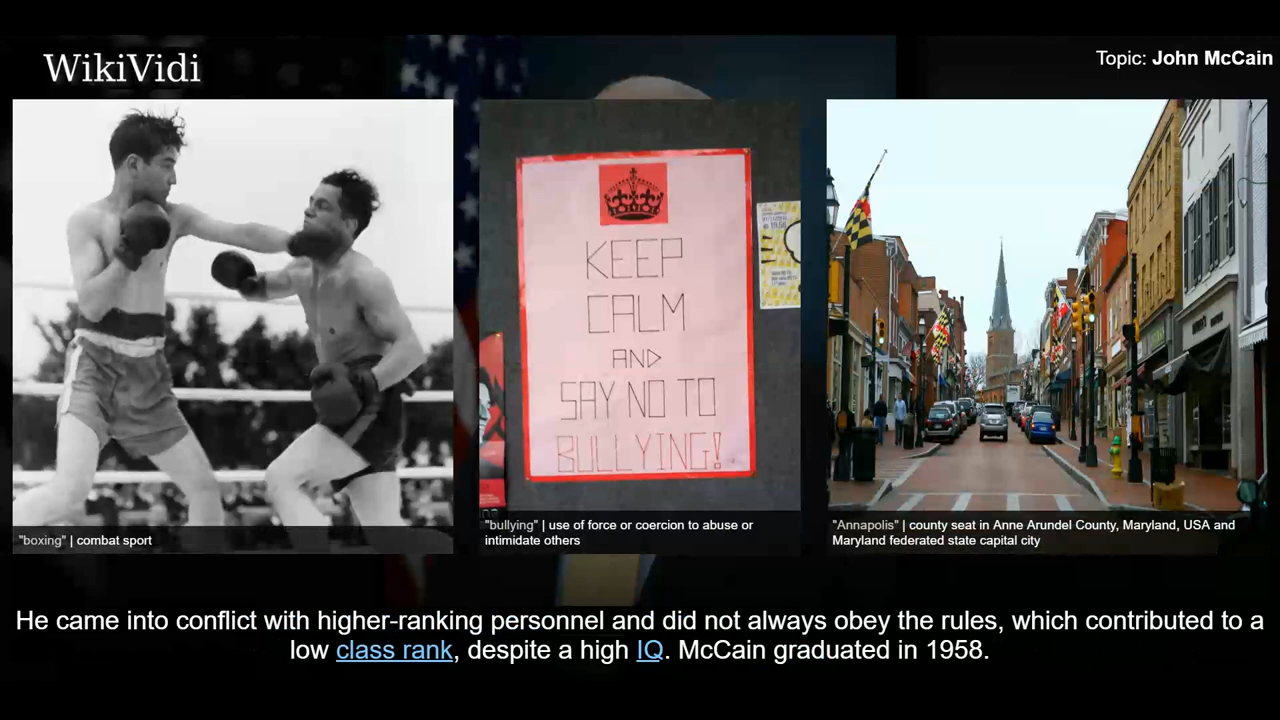 WikiVidi
Topic: John McCain
KEEP
CALM
AND
SAY NO TO
BULLYING!
"boxing" | combat sport
"bullying" | use of force or coercion to abuse or
intimidate others
"Annapolis" | county seat in Anne Arundel County, Maryland, USA and
Maryland federated state capital city
He came into conflict with higher-ranking personnel and did not always obey the rules, which contributed to a
low class rank, despite a high IQ. McCain graduated in 1958.